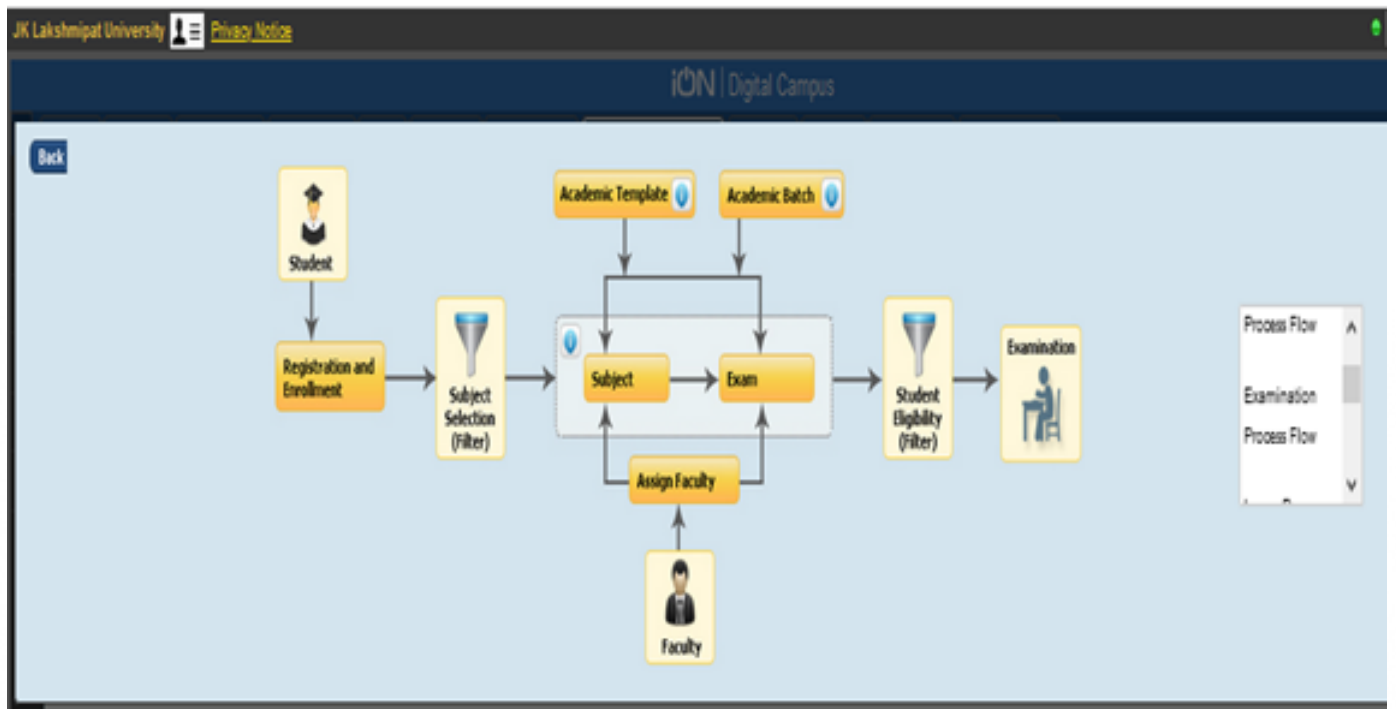 JK Lakshmipat University Privacy Notice
iON | Digital Campus
Back
Student
Academic Template
Academic Batch
Registration and
Enrollment
Subject
Selection
(Filter)
Subject
Exam
Student
Eligibility
(Filter)
Examination
Process Flow
Examination
Process Flow
Assign Faculty
Faculty